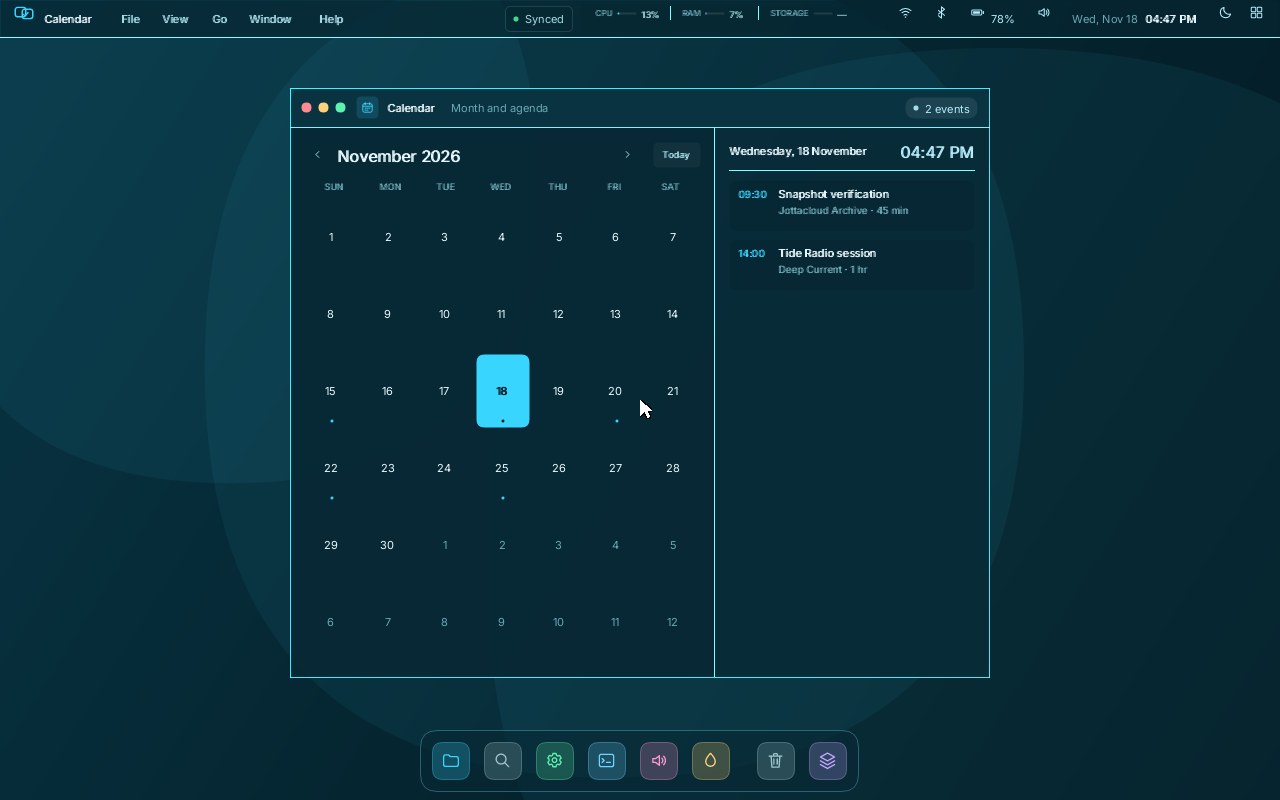 Calendar File View Go Window Help Synced CPU 13% RAM 7% STORAGE — 78% Wed, Nov 18 04:47 PM
Calendar Month and agenda 2 events
November 2026 Today
SUN MON TUE WED THU FRI SAT
1 2 3 4 5 6 7
8 9 10 11 12 13 14
15 16 17 18 19 20 21
22 23 24 25 26 27 28
29 30 1 2 3 4 5
6 7 8 9 10 11 12
Wednesday, 18 November 04:47 PM
09:30 Snapshot verification
Jottacloud Archive · 45 min
14:00 Tide Radio session
Deep Current · 1 hr